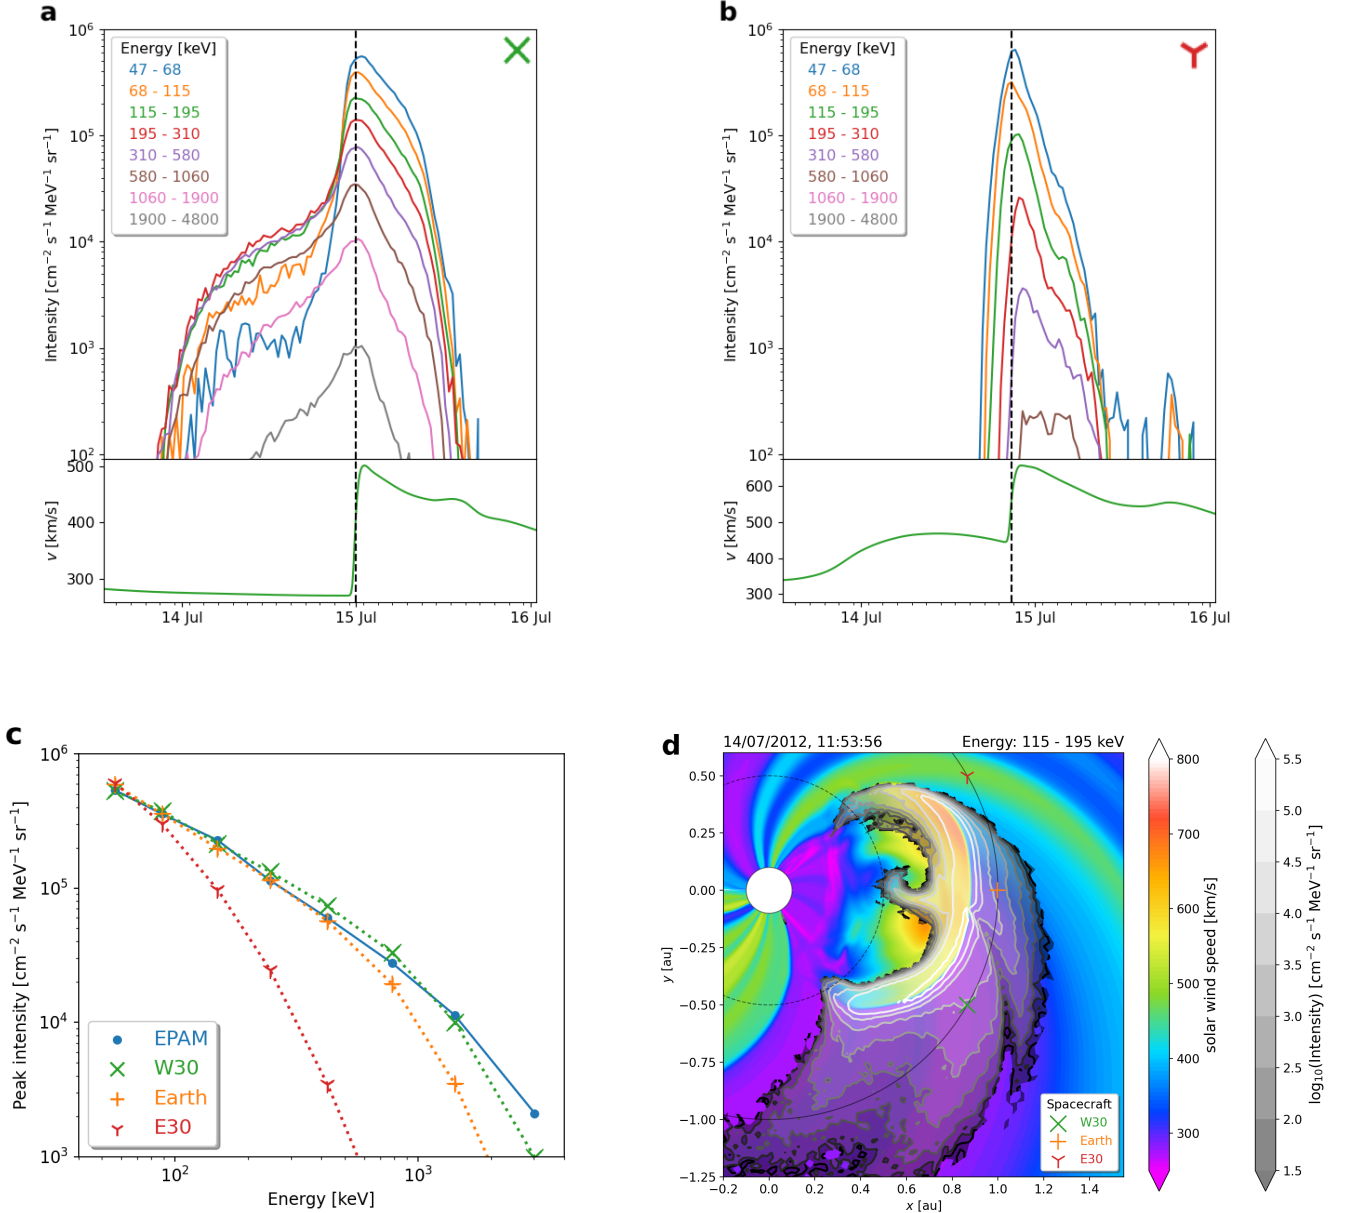 a
10⁶
10⁵
10⁴
10³
10²
Intensity [cm⁻² s⁻¹ MeV⁻¹ sr⁻¹]
Energy [keV]
47 - 68
68 - 115
115 - 195
195 - 310
310 - 580
580 - 1060
1060 - 1900
1900 - 4800
500
400
300
v [km/s]
14 Jul
15 Jul
16 Jul
b
10⁶
10⁵
10⁴
10³
10²
Intensity [cm⁻² s⁻¹ MeV⁻¹ sr⁻¹]
Energy [keV]
47 - 68
68 - 115
115 - 195
195 - 310
310 - 580
580 - 1060
1060 - 1900
1900 - 4800
600
500
400
300
v [km/s]
14 Jul
15 Jul
16 Jul
c
10⁶
10⁵
10⁴
10³
Peak intensity [cm⁻² s⁻¹ MeV⁻¹ sr⁻¹]
EPAM
W30
Earth
E30
10²
10³
Energy [keV]
d
14/07/2012, 11:53:56
Energy: 115 - 195 keV
0.50
0.25
0.00
−0.25
−0.50
−0.75
−1.00
−1.25
y [au]
−0.2
0.0
0.2
0.4
0.6
0.8
1.0
1.2
1.4
x [au]
Spacecraft
W30
Earth
E30
800
700
600
500
400
300
solar wind speed [km/s]
5.5
5.0
4.5
4.0
3.5
3.0
2.5
2.0
1.5
log₁₀(Intensity) [cm⁻² s⁻¹ MeV⁻¹ sr⁻¹]